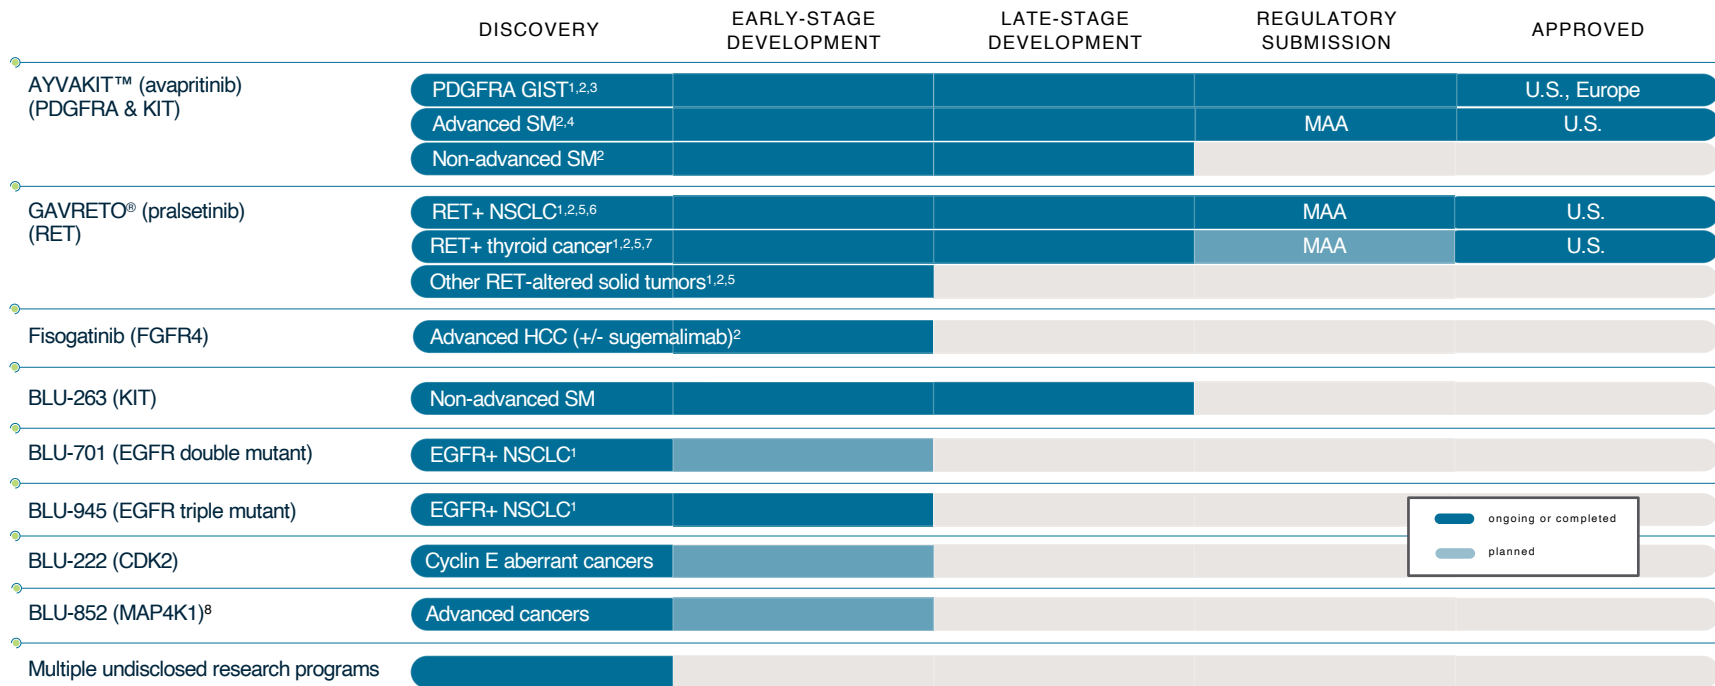 DISCOVERY
EARLY-STAGE
DEVELOPMENT
LATE-STAGE
DEVELOPMENT
REGULATORY
SUBMISSION
APPROVED
AYVAKIT™ (avapritinib)
(PDGFRA & KIT)
PDGFRA GIST1,2,3
U.S., Europe
Advanced SM2,4
MAA
U.S.
Non-advanced SM2
GAVRETO® (pralsetinib)
(RET)
RET+ NSCLC1,2,5,6
MAA
U.S.
RET+ thyroid cancer1,2,5,7
MAA
U.S.
Other RET-altered solid tumors1,2,5
Fisogatinib (FGFR4)
Advanced HCC (+/- sugemalimab)2
BLU-263 (KIT)
Non-advanced SM
BLU-701 (EGFR double mutant)
EGFR+ NSCLC1
BLU-945 (EGFR triple mutant)
EGFR+ NSCLC1
ongoing or completed
planned
BLU-222 (CDK2)
Cyclin E aberrant cancers
BLU-852 (MAP4K1)8
Advanced cancers
Multiple undisclosed research programs